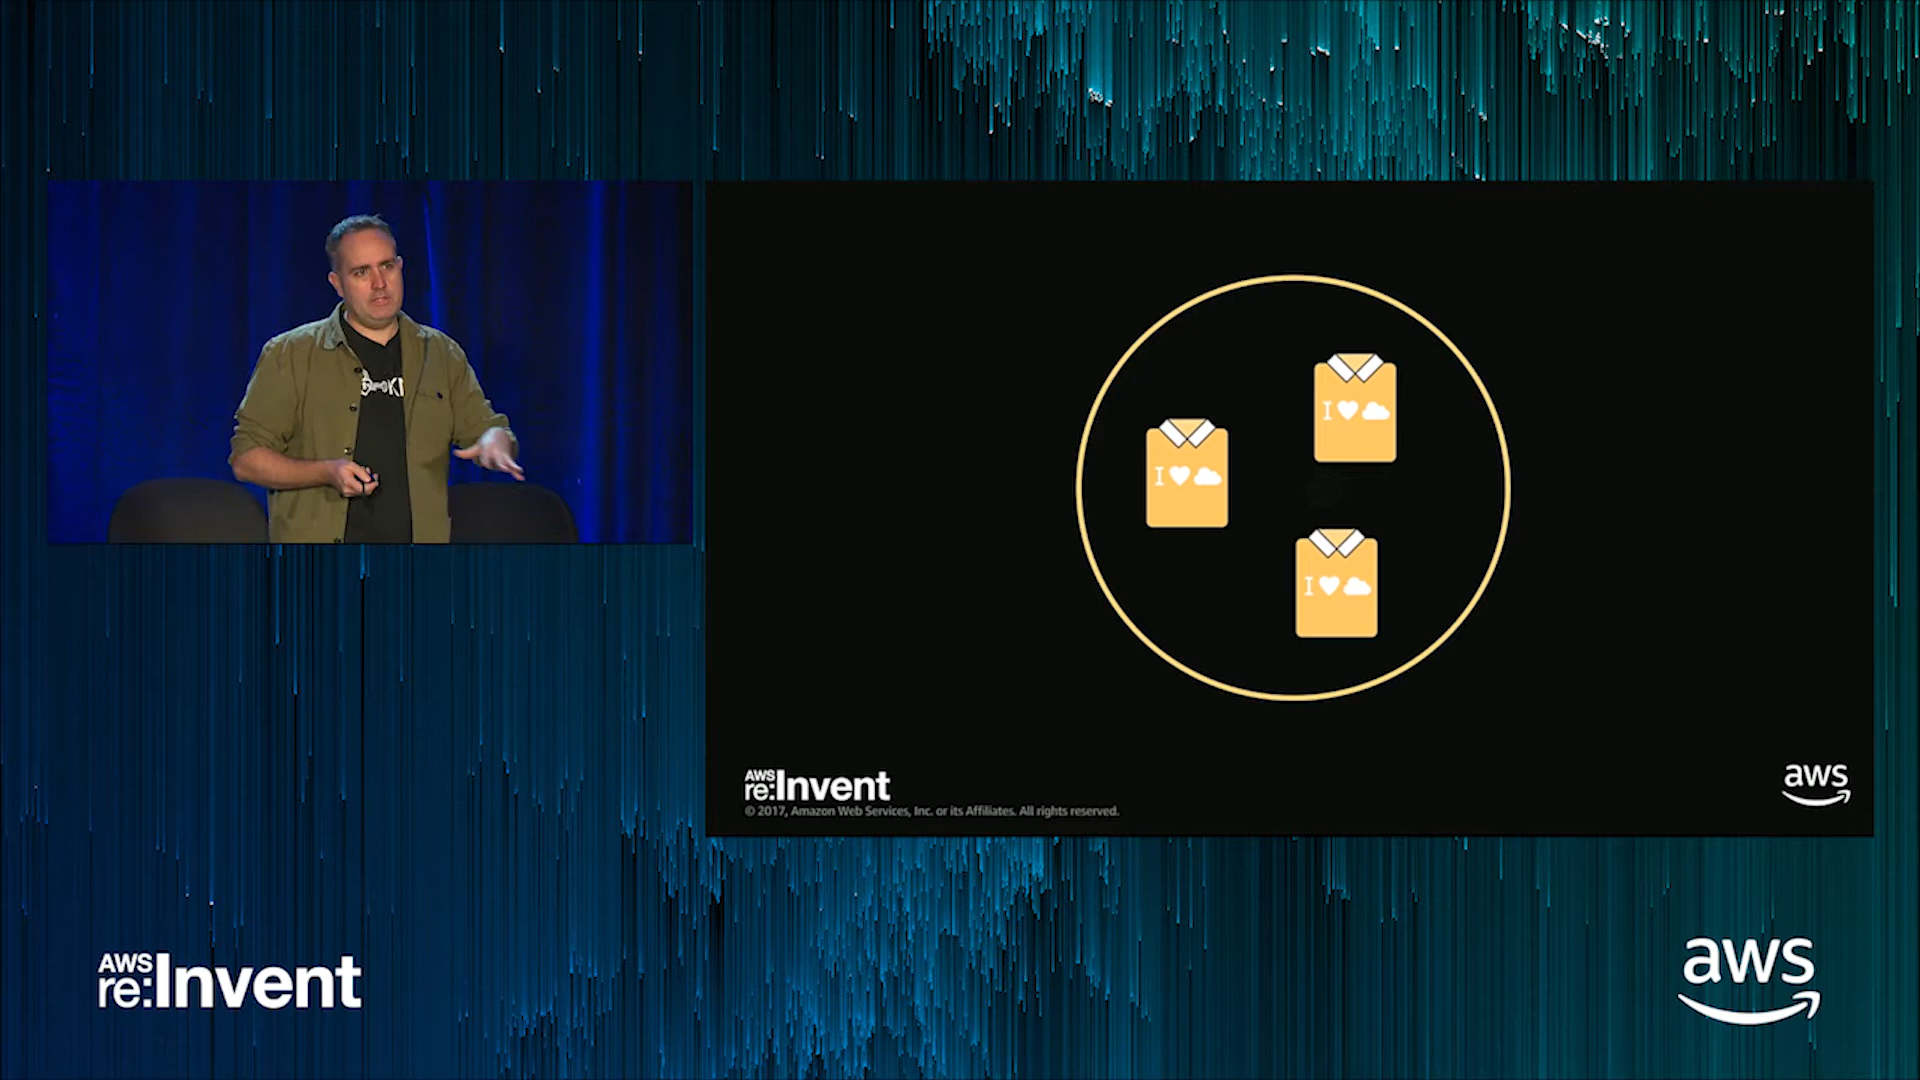 I
I
I
AWS
re:Invent
© 2017, Amazon Web Services, Inc. or its Affiliates. All rights reserved.
aws
AWS
re:Invent
aws